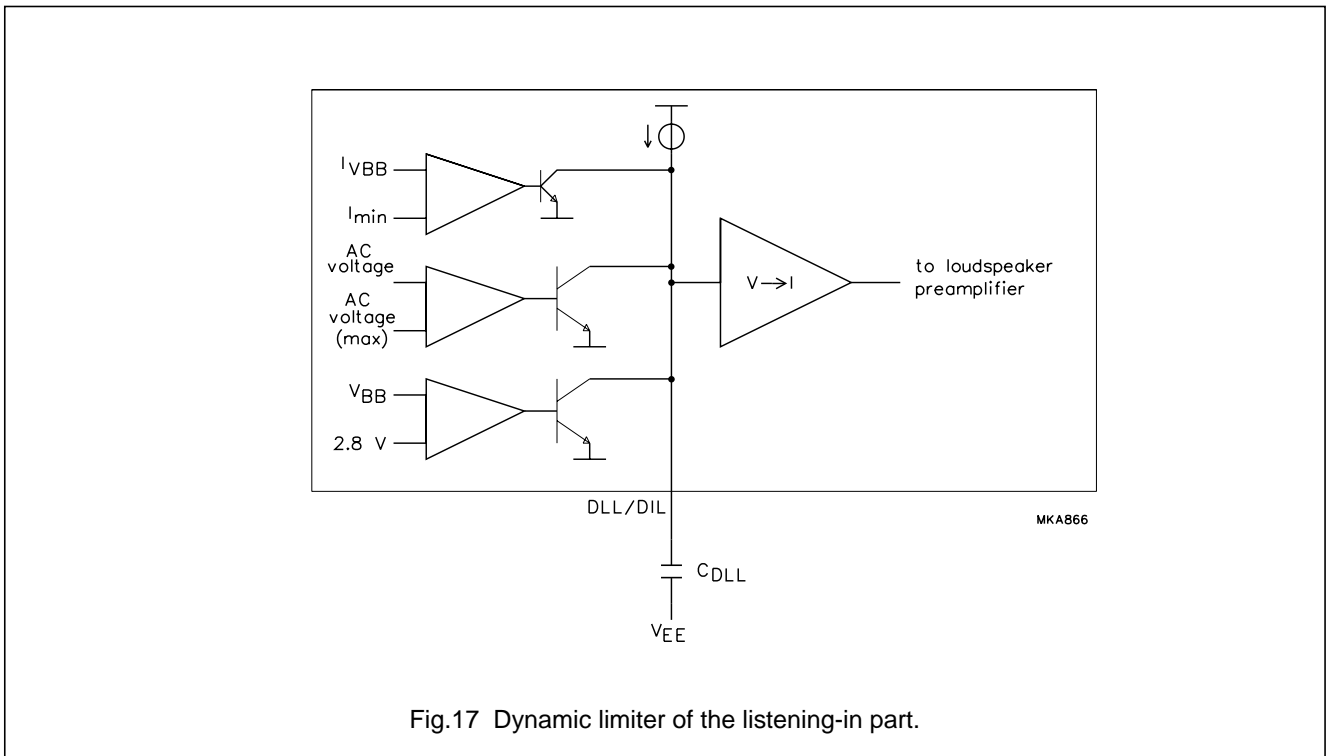 IVBB
Imin
AC
voltage
AC
voltage
(max)
VBB
2.8 V
V→I
to loudspeaker
preamplifier
DLL/DIL
MKA866
CDLL
VEE
Fig.17 Dynamic limiter of the listening-in part.